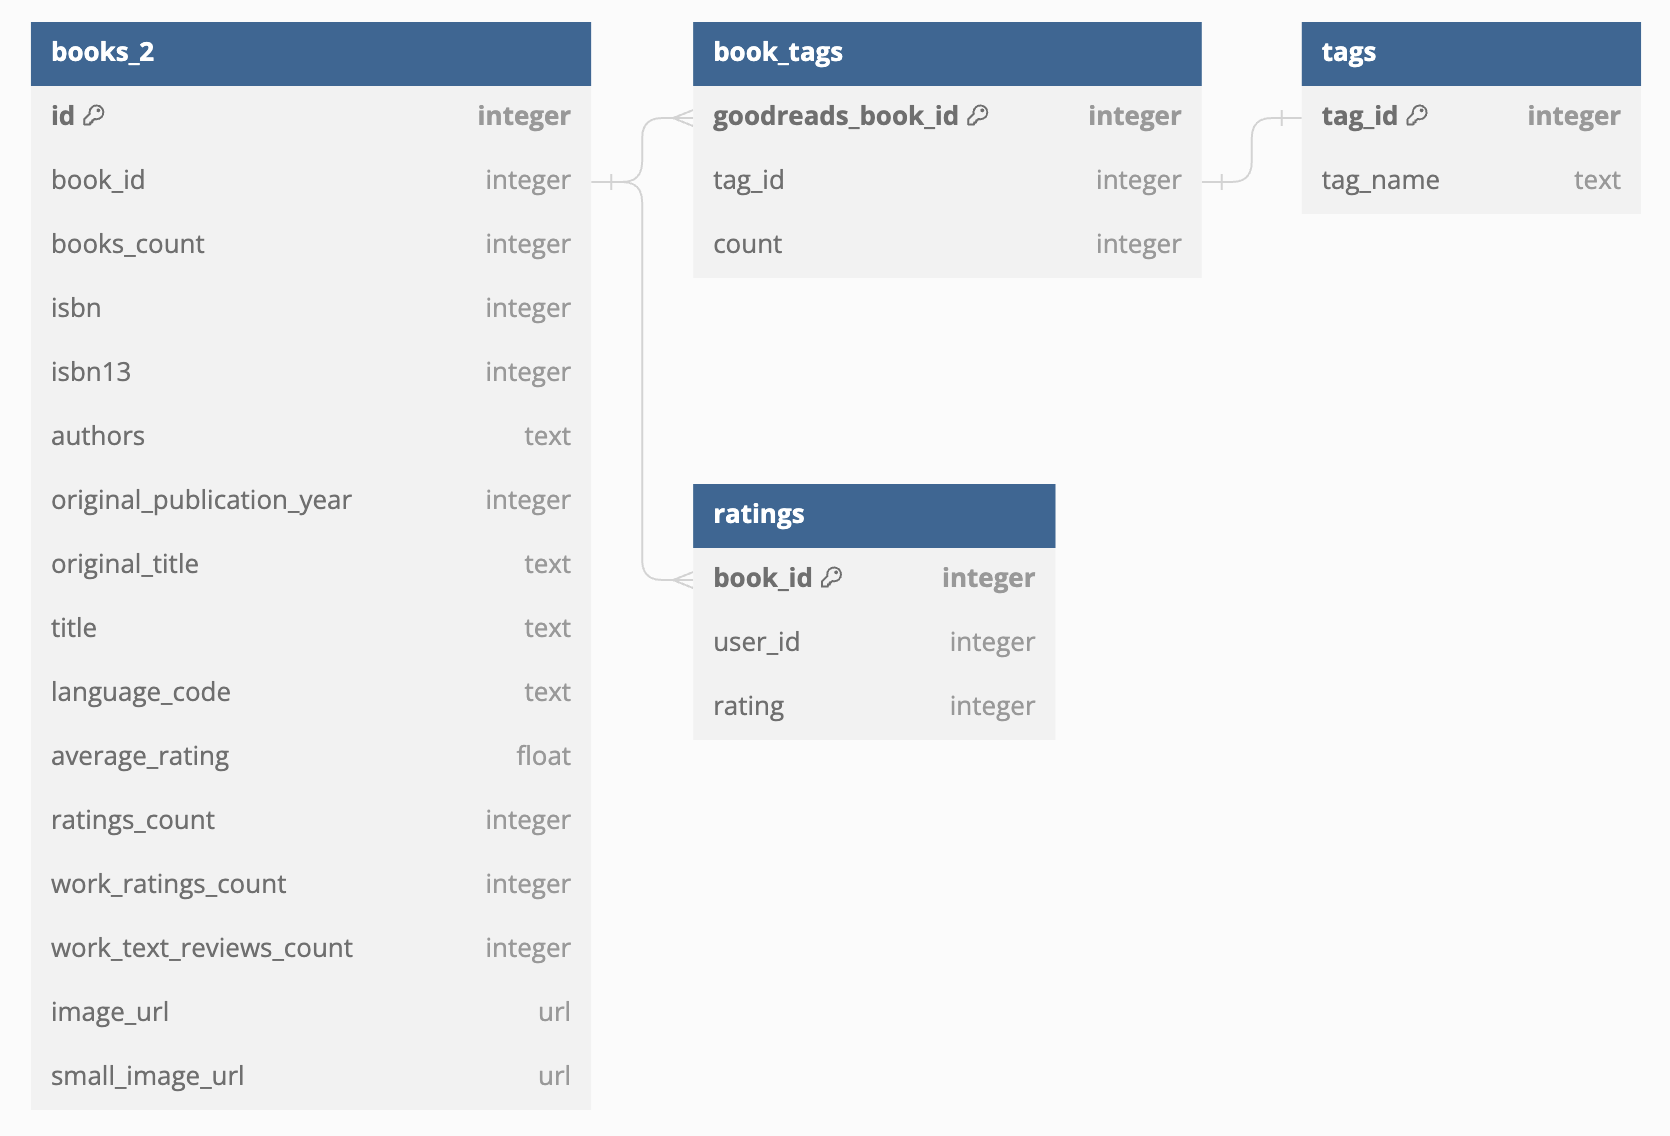 books_2
id integer
book_id integer
books_count integer
isbn integer
isbn13 integer
authors text
original_publication_year integer
original_title text
title text
language_code text
average_rating float
ratings_count integer
work_ratings_count integer
work_text_reviews_count integer
image_url url
small_image_url url
book_tags
goodreads_book_id integer
tag_id integer
count integer
tags
tag_id integer
tag_name text
ratings
book_id integer
user_id integer
rating integer